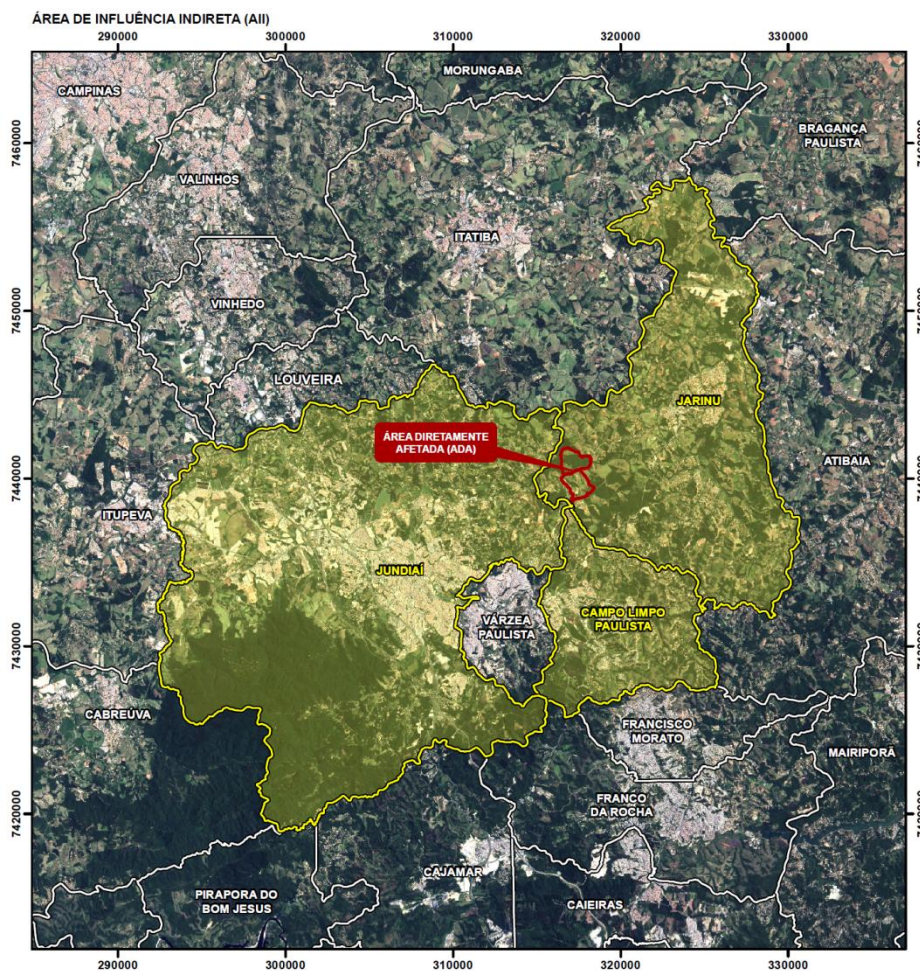 ÁREA DE INFLUÊNCIA INDIRETA (AII)
290000
300000
310000
320000
330000
MORUNGABA
CAMPINAS
BRAGANÇA
PAULISTA
7460000
VALINHOS
ITATIBA
VINHEDO
7450000
LOUVEIRA
JARINU
ÁREA DIRETAMENTE
AFETADA (ADA)
ATIBAIA
7440000
ITUPEVA
JUNDIAÍ
VÁRZEA
PAULISTA
CAMPO LIMPO
PAULISTA
7430000
CABREÚVA
FRANCISCO
MORATO
MAIRIPORÃ
FRANCO
DA ROCHA
7420000
CAJAMAR
PIRAPORA DO
BOM JESUS
CAIEIRAS
290000
300000
310000
320000
330000